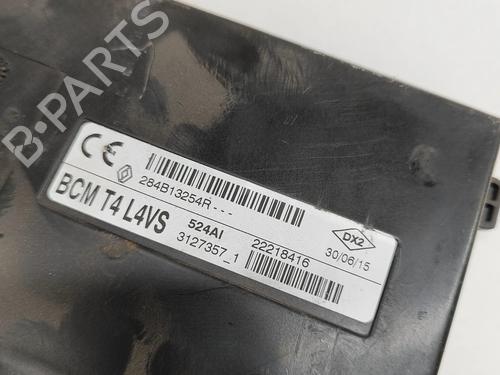 B-PARTS
CE
284B13254R---
BCM T4 L4VS
524AI
22218416
3127357_1
DX2
30/06/15